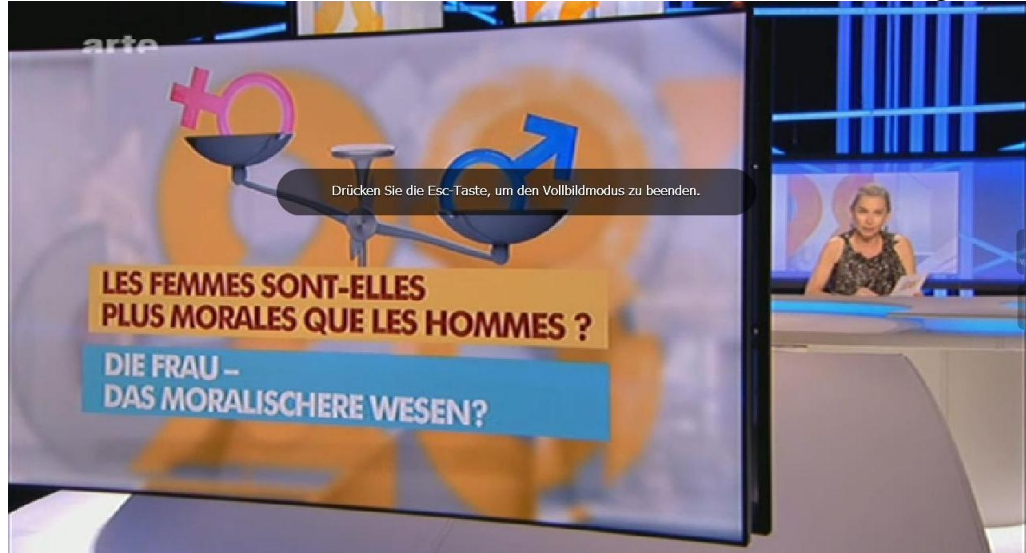 arte
Drücken Sie die Esc-Taste, um den Vollbildmodus zu beenden.
LES FEMMES SONT-ELLES
PLUS MORALES QUE LES HOMMES ?
DIE FRAU –
DAS MORALISCHERE WESEN?